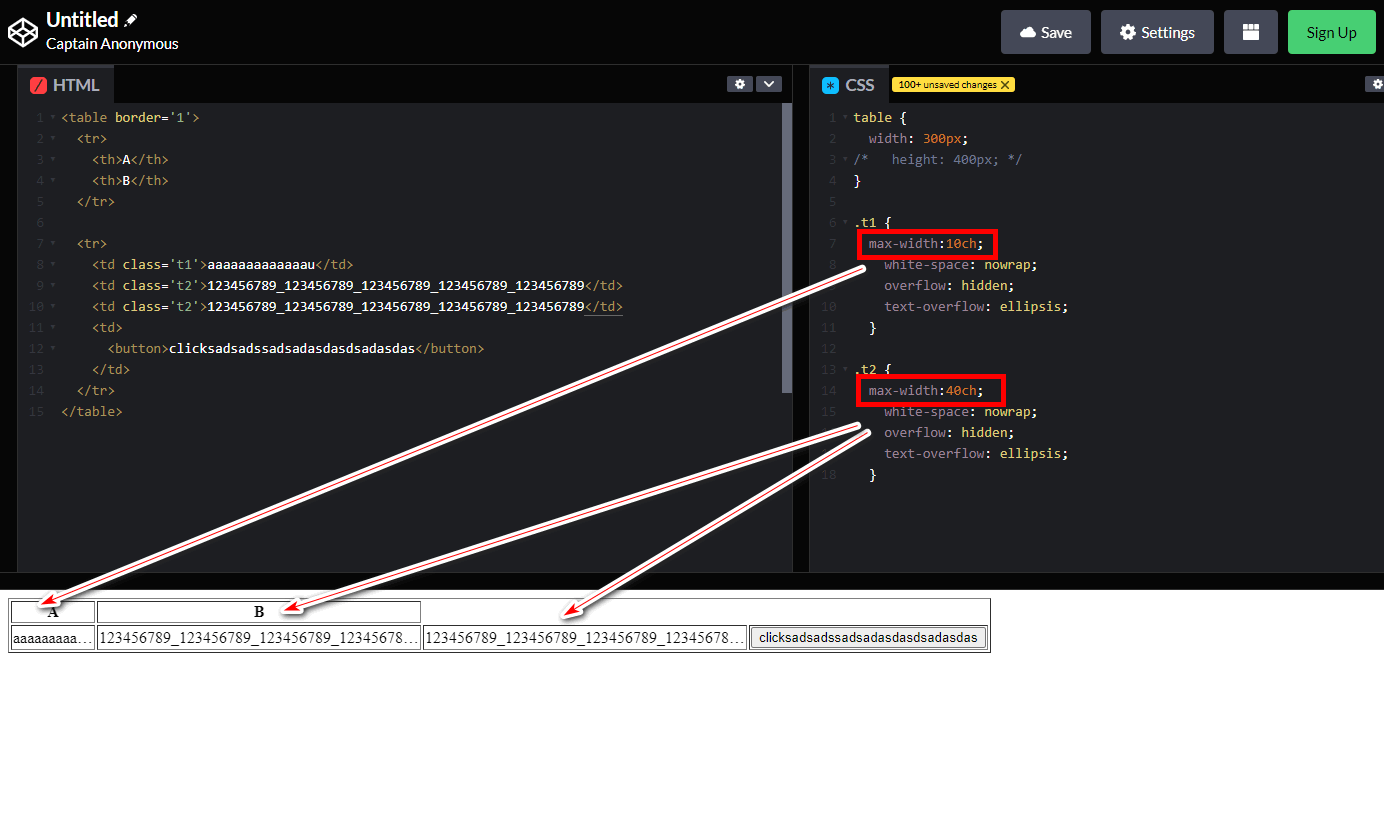 Untitled
Captain Anonymous
Save
Settings
Sign Up
HTML
1 <table border='1'>
2 <tr>
3 <th>A</th>
4 <th>B</th>
5 </tr>
6
7 <tr>
8 <td class='t1'>aaaaaaaaaaaaaau</td>
9 <td class='t2'>123456789_123456789_123456789_123456789_123456789</td>
10 <td class='t2'>123456789_123456789_123456789_123456789_123456789</td>
11 <td>
12 <button>clicksadsadssadsadasdasdsadasdas</button>
13 </td>
14 </tr>
15 </table>
CSS
100+ unsaved changes X
1 table {
2 width: 300px;
3 /* height: 400px; */
4 }
5
6 .t1 {
7 max-width:10ch;
8 white-space: nowrap;
9 overflow: hidden;
10 text-overflow: ellipsis;
11 }
12
13 .t2 {
14 max-width:40ch;
15 white-space: nowrap;
overflow: hidden;
text-overflow: ellipsis;
18 }
A
B
aaaaaaaaa…
123456789_123456789_123456789_12345678…
123456789_123456789_123456789_12345678…
clicksadsadssadsadasdasdsadasdas